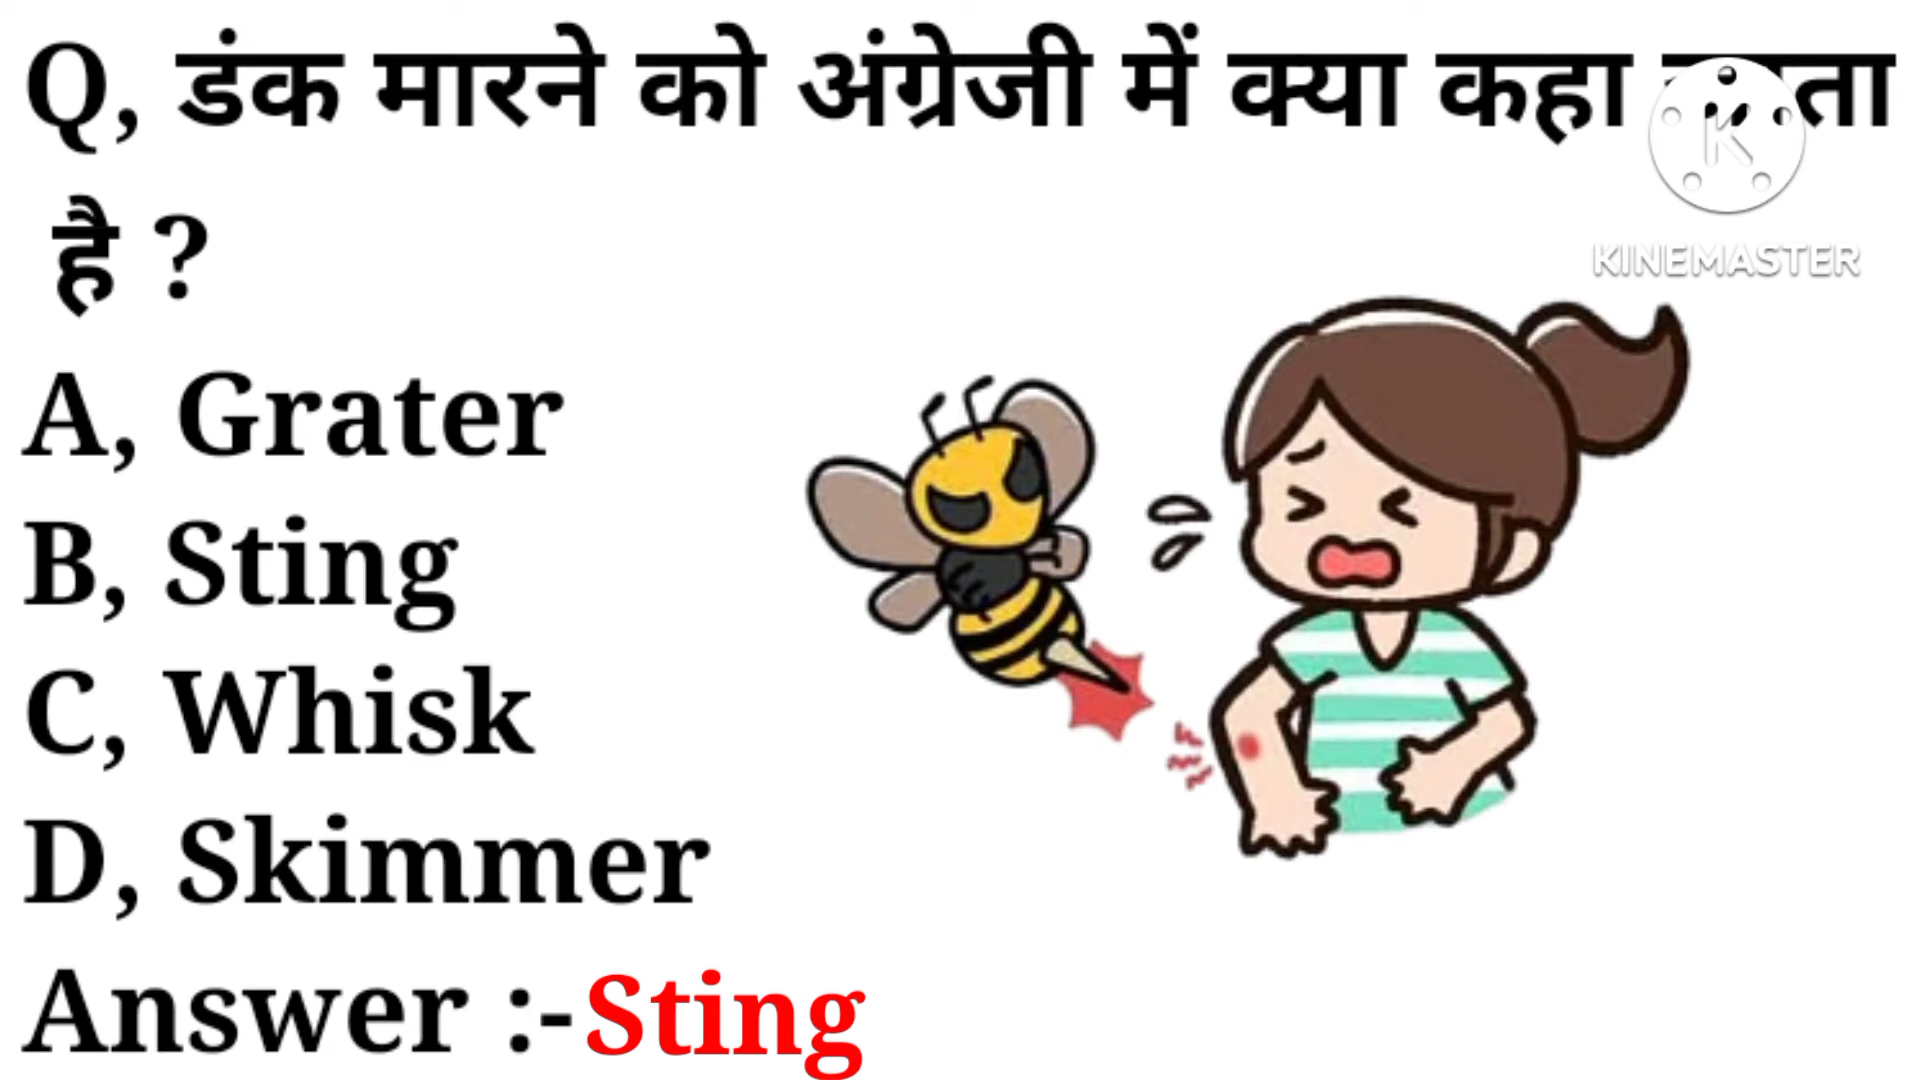 Q, डंक मारने को अंग्रेजी में क्या कहा
है ?
A, Grater
B, Sting
C, Whisk
D, Skimmer
Answer :-Sting
K
KINEMASTER